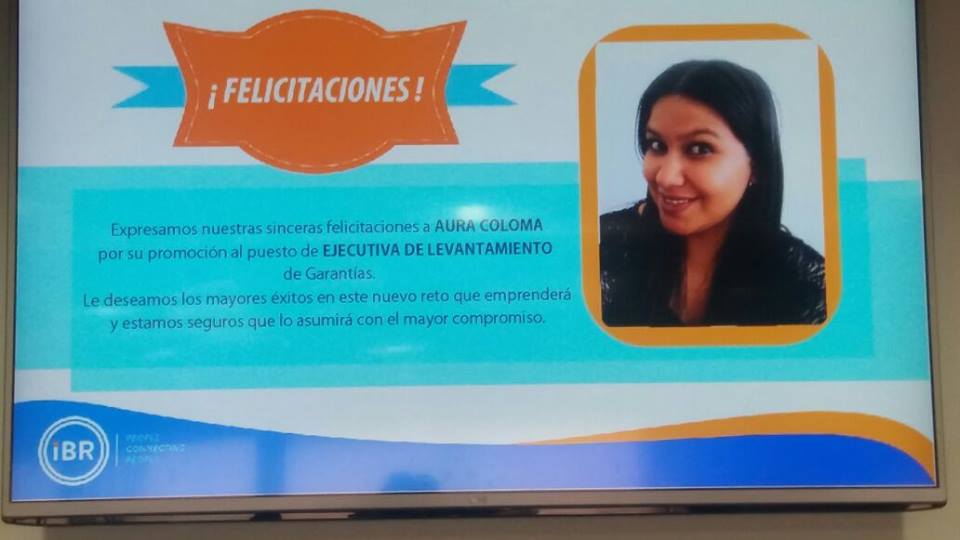 ¡ FELICITACIONES !
Expresamos nuestras sinceras felicitaciones a AURA COLOMA
por su promoción al puesto de EJECUTIVA DE LEVANTAMIENTO
de Garantías.
Le deseamos los mayores éxitos en este nuevo reto que emprenderá
y estamos seguros que lo asumirá con el mayor compromiso.
iBR
PEOPLE
CONNECTING
PEOPLE